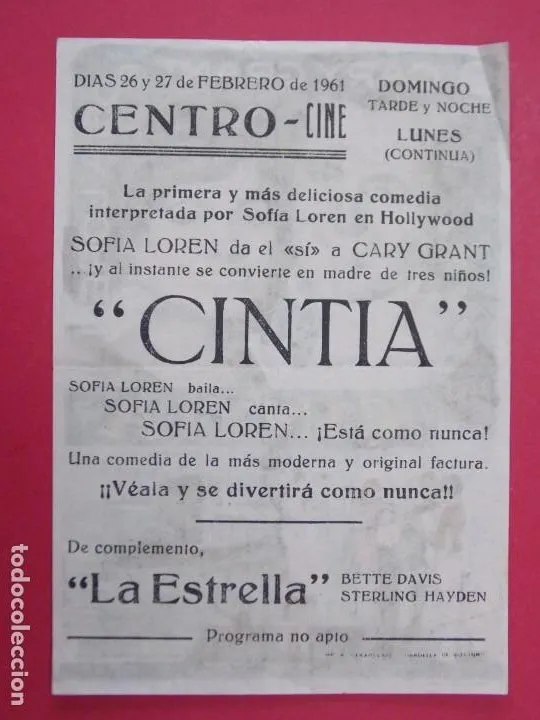 DIAS 26 y 27 de FEBRERO de 1961
CENTRO-CINE
DOMINGO
TARDE y NOCHE
LUNES
(CONTINUA)
La primera y más deliciosa comedia
interpretada por Sofía Loren en Hollywood
SOFIA LOREN da el «sí» a CARY GRANT
.. ¡y al instante se convierte en madre de tres niños!
"CINTIA"
SOFIA LOREN baila...
SOFIA LOREN canta...
SOFIA LOREN... ¡Está como nunca!
Una comedia de la más moderna y original factura.
¡¡Véala y se divertirá como nunca!!
De complemento,
"La Estrella"
BETTE DAVIS
STERLING HAYDEN
Programa no apto
todocoleccion